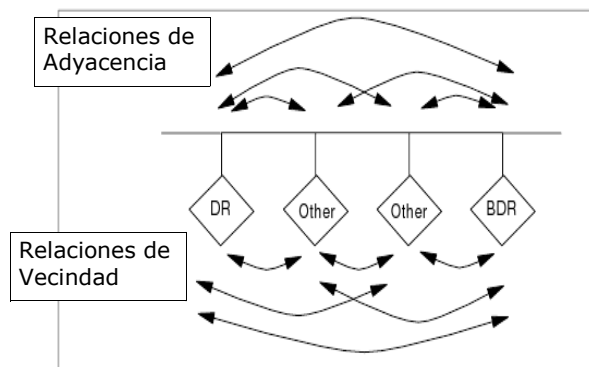 Relaciones de
Adyacencia
DR
Other
Other
BDR
Relaciones de
Vecindad